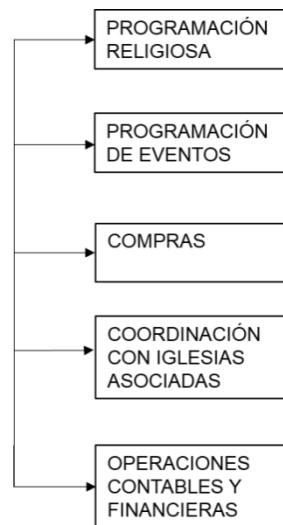 PROGRAMACIÓN
RELIGIOSA
PROGRAMACIÓN
DE EVENTOS
COMPRAS
COORDINACIÓN
CON IGLESIAS
ASOCIADAS
OPERACIONES
CONTABLES Y
FINANCIERAS